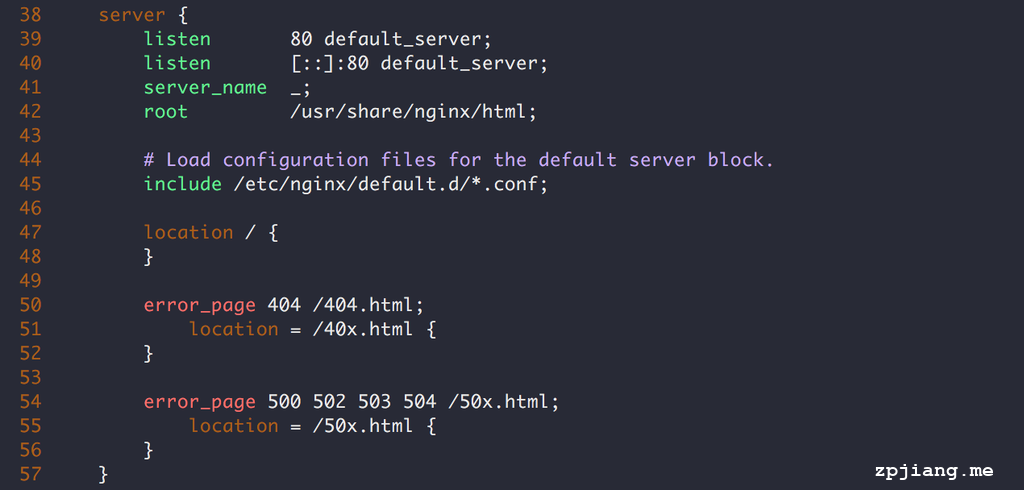 38 server {
39 listen 80 default_server;
40 listen [::]:80 default_server;
41 server_name _;
42 root /usr/share/nginx/html;
43
44 # Load configuration files for the default server block.
45 include /etc/nginx/default.d/*.conf;
46
47 location / {
48 }
49
50 error_page 404 /404.html;
51 location = /40x.html {
52 }
53
54 error_page 500 502 503 504 /50x.html;
55 location = /50x.html {
56 }
57 }
zpjiang.me